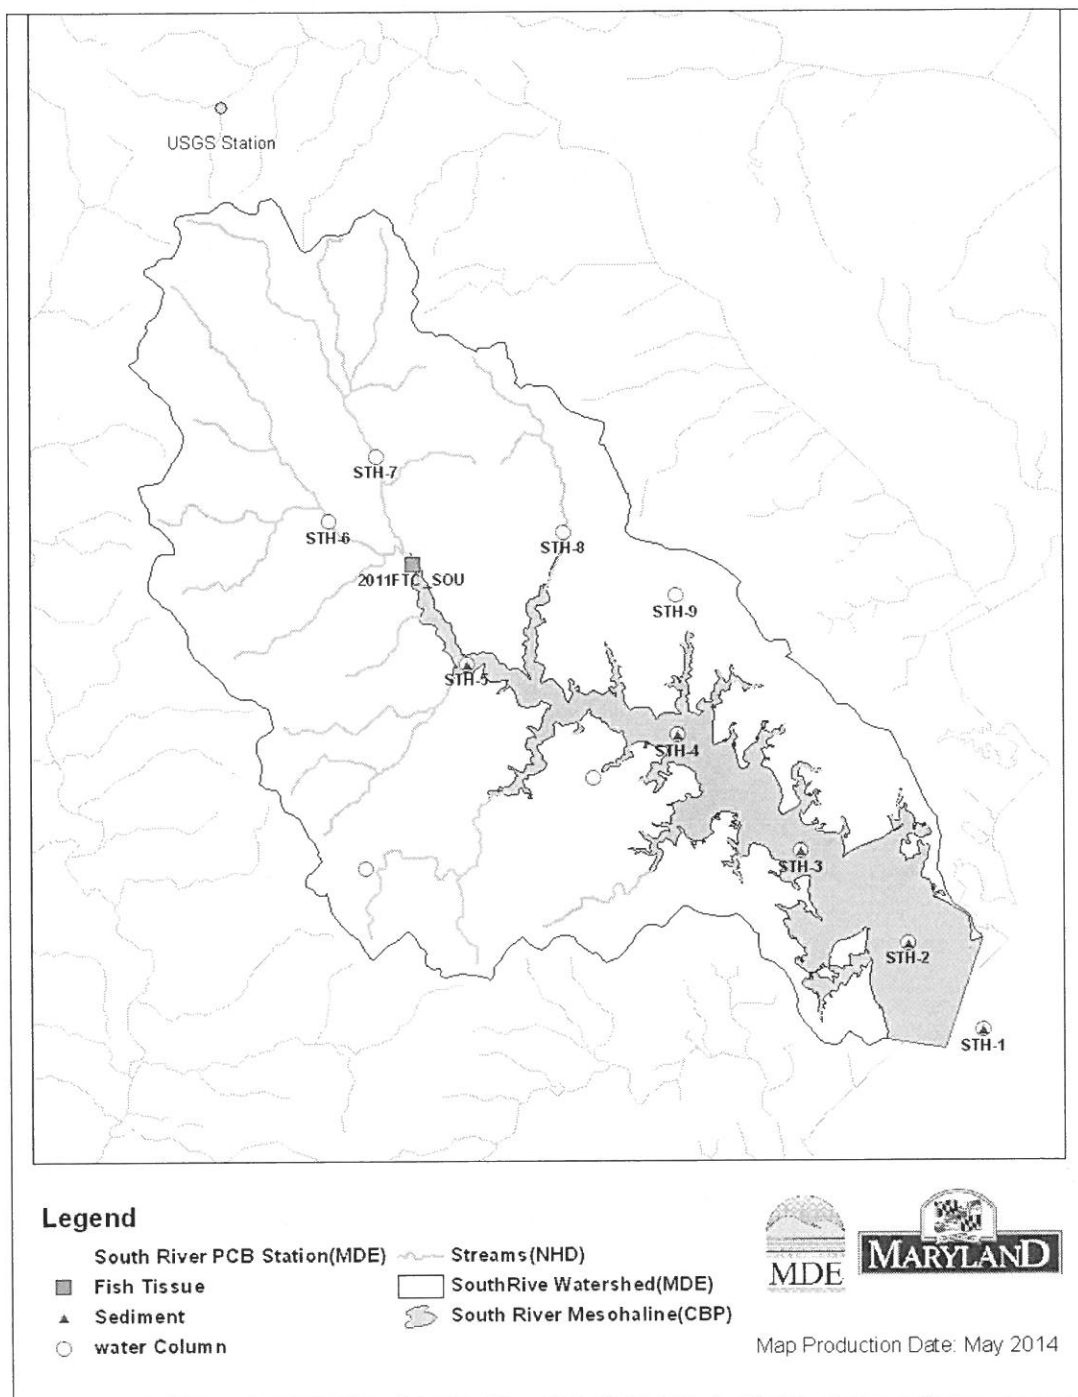 USGS Station
STH-7
STH-6
STH-8
2011FTC_SOU
STH-9
STH-5
STH-4
STH-3
STH-2
STH-1
Legend
South River PCB Station(MDE)
Fish Tissue
Sediment
water Column
Streams(NHD)
SouthRive Watershed(MDE)
South River Mesohaline(CBP)
MDE
MARYLAND
Map Production Date: May 2014